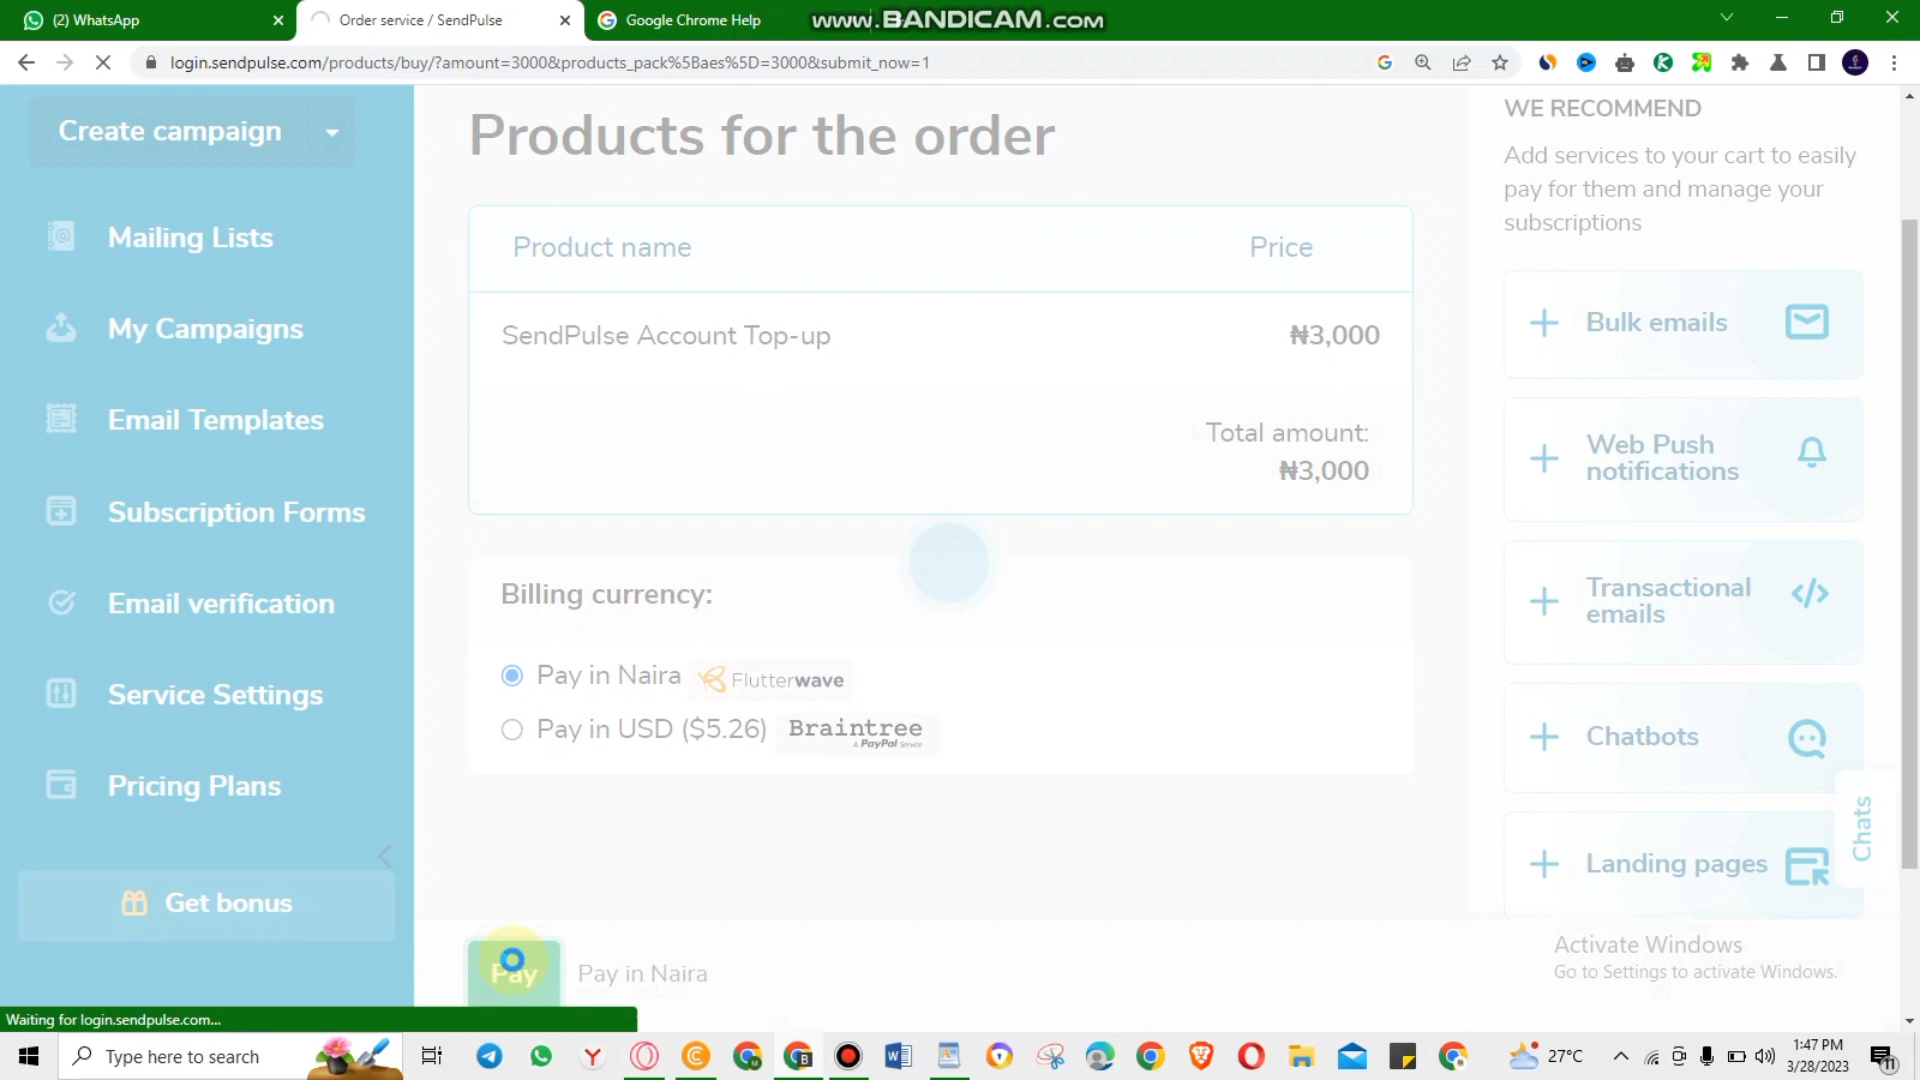 (2) WhatsApp
Order service / SendPulse
Google Chrome Help
www.BANDICAM.com
login.sendpulse.com/products/buy/?amount=3000&products_pack%5Baes%5D=3000&submit_now=1
Create campaign
Mailing Lists
My Campaigns
Email Templates
Subscription Forms
Email verification
Service Settings
Pricing Plans
Get bonus
Products for the order
Product name Price
SendPulse Account Top-up ₦3,000
Total amount:
₦3,000
Billing currency:
Pay in Naira Flutterwave
Pay in USD ($5.26) Braintree
A PayPal Service
Pay Pay in Naira
WE RECOMMEND
Add services to your cart to easily
pay for them and manage your
subscriptions
Bulk emails
Web Push
notifications
Transactional
emails
Chatbots
Landing pages
Chats
Activate Windows
Go to Settings to activate Windows.
Waiting for login.sendpulse.com...
Type here to search
27°C
1:47 PM
3/28/2023
11